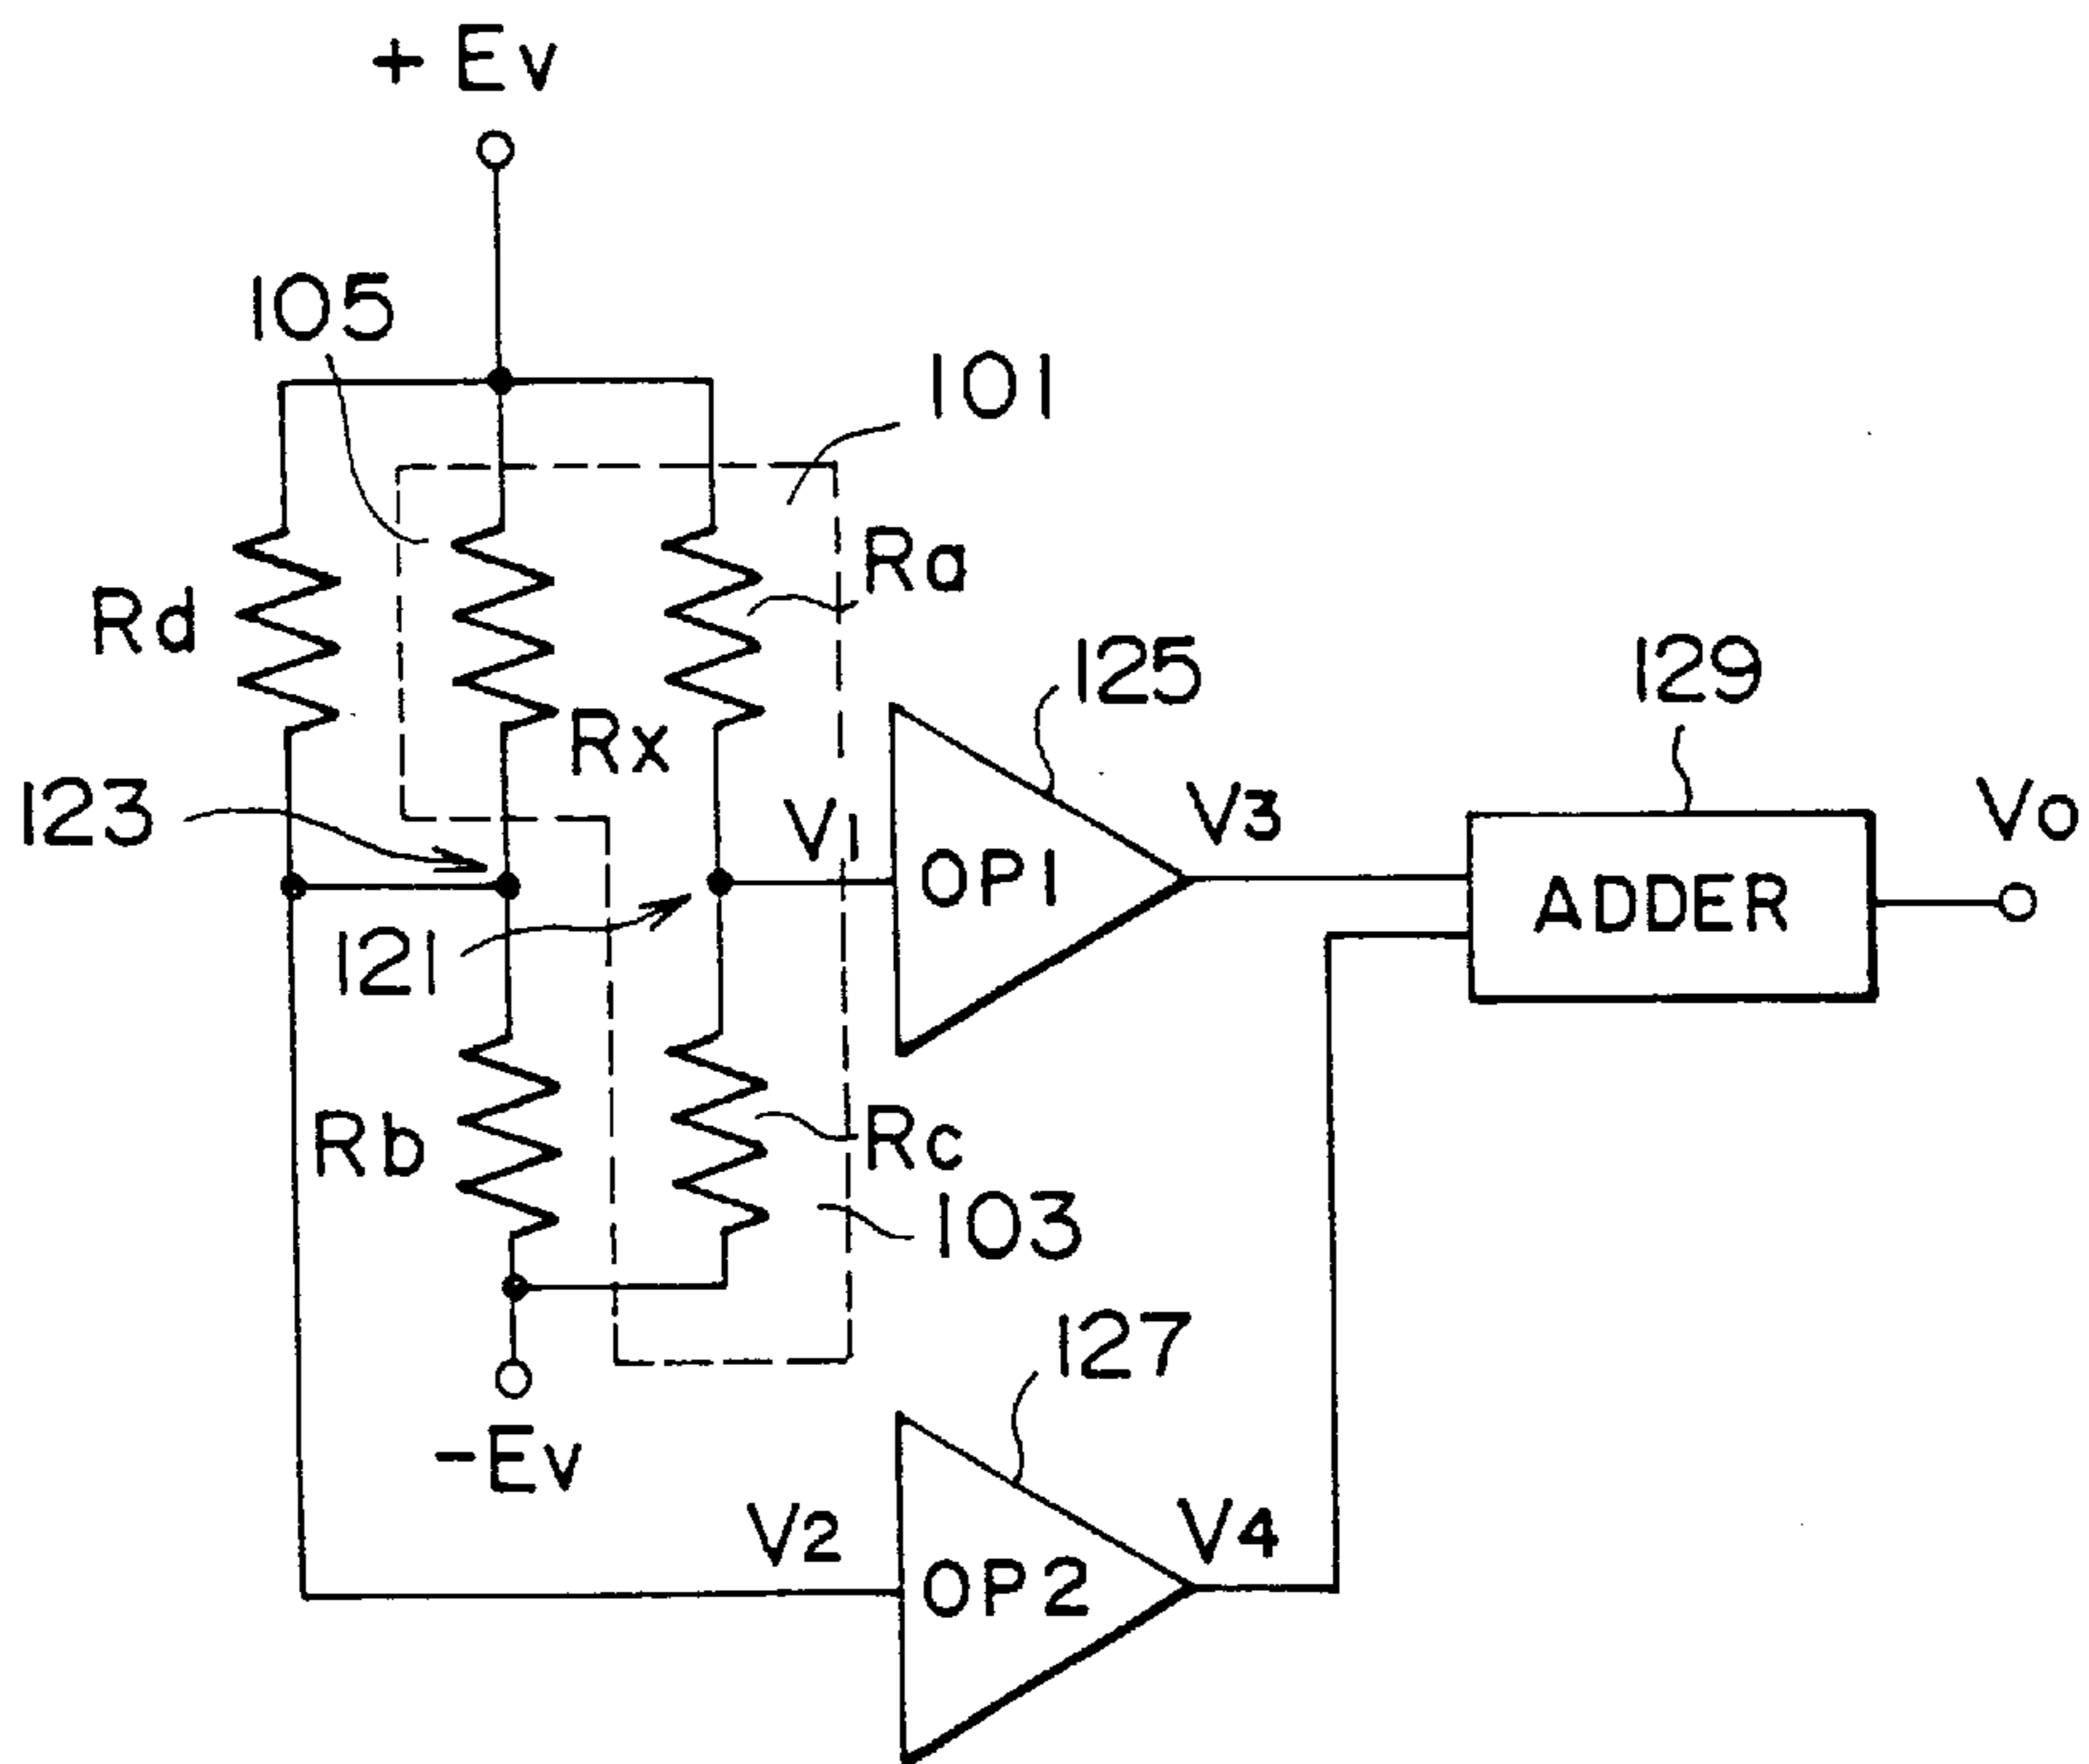 +Ev
105
101
Ra
Rd
125
129
Rx
123
V1
V3
Vo
OP1
ADDER
121
Rb
Rc
103
127
-Ev
V2
V4
OP2